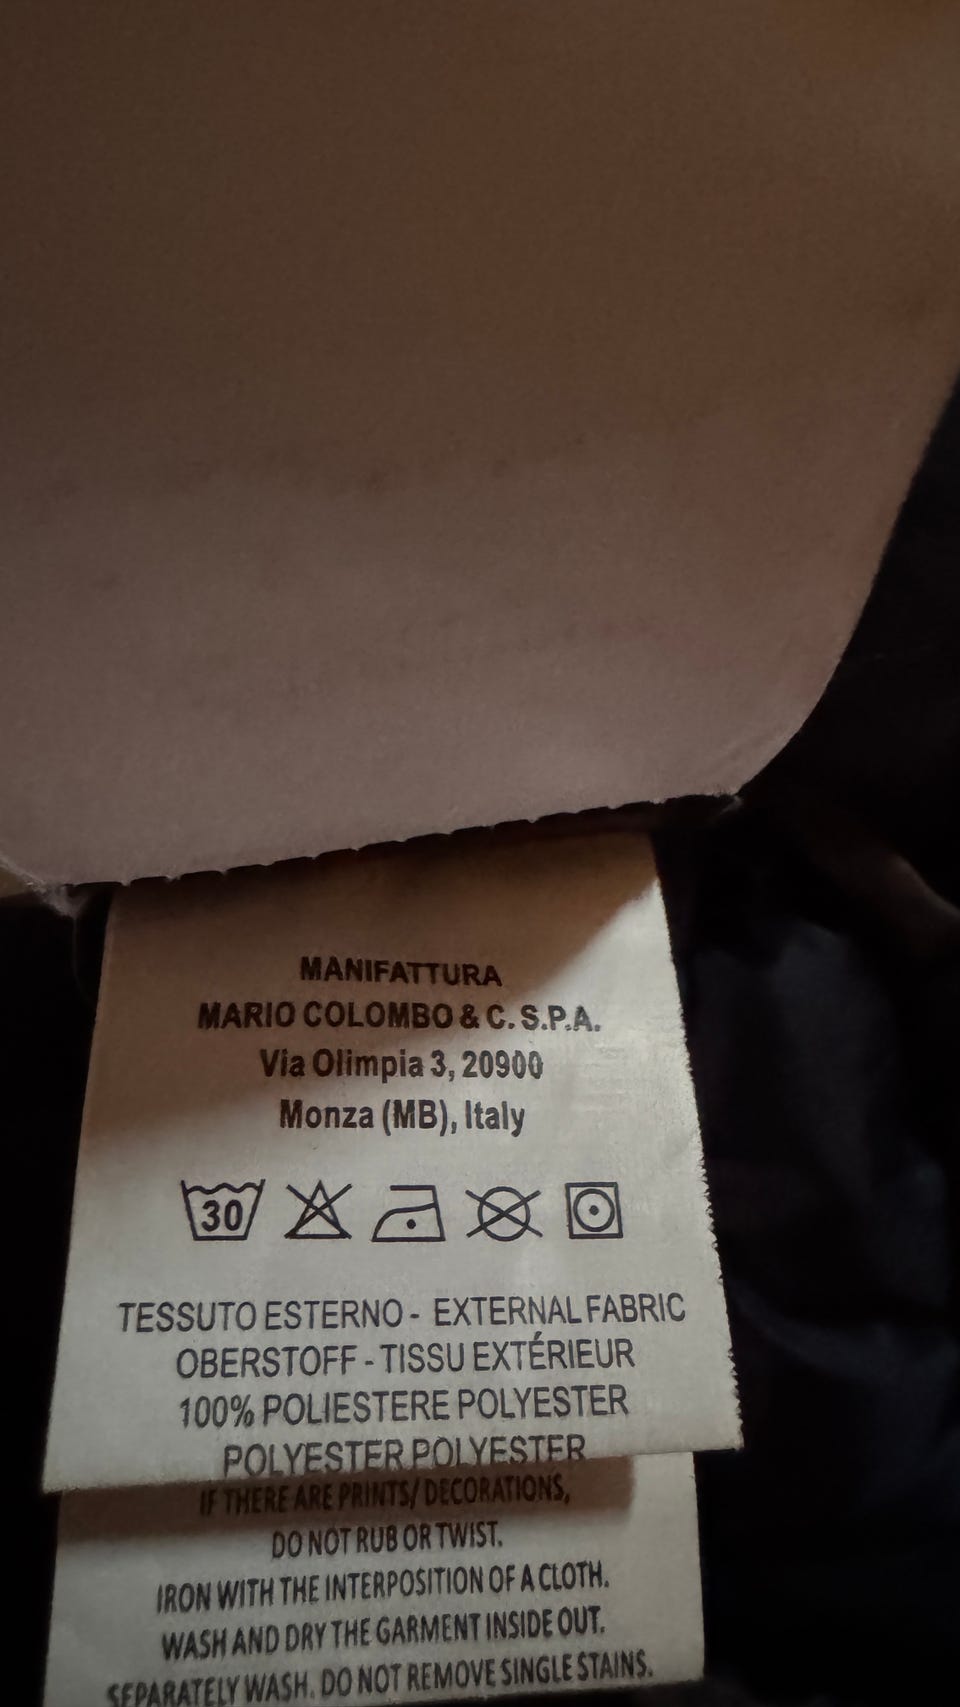 MANIFATTURA
MARIO COLOMBO & C. S.P.A.
Via Olimpia 3, 20900
Monza (MB), Italy
30
TESSUTO ESTERNO - EXTERNAL FABRIC
OBERSTOFF - TISSU EXTÉRIEUR
100% POLIESTERE POLYESTER
POLYESTER POLYESTER
IF THERE ARE PRINTS/ DECORATIONS,
DO NOT RUB OR TWIST.
IRON WITH THE INTERPOSITION OF A CLOTH.
WASH AND DRY THE GARMENT INSIDE OUT.
SEPARATELY WASH. DO NOT REMOVE SINGLE STAINS.